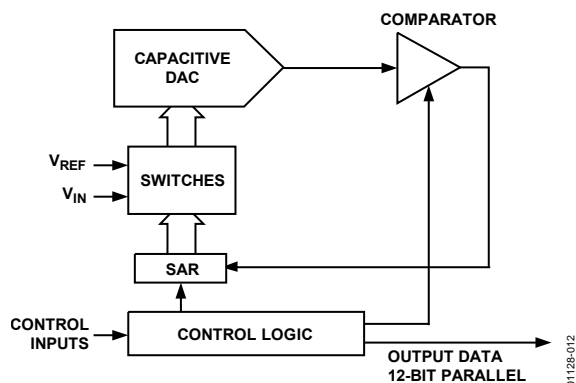 COMPARATOR
CAPACITIVE
DAC
VREF
VIN
SWITCHES
SAR
CONTROL
INPUTS
CONTROL LOGIC
OUTPUT DATA
12-BIT PARALLEL
01128-012